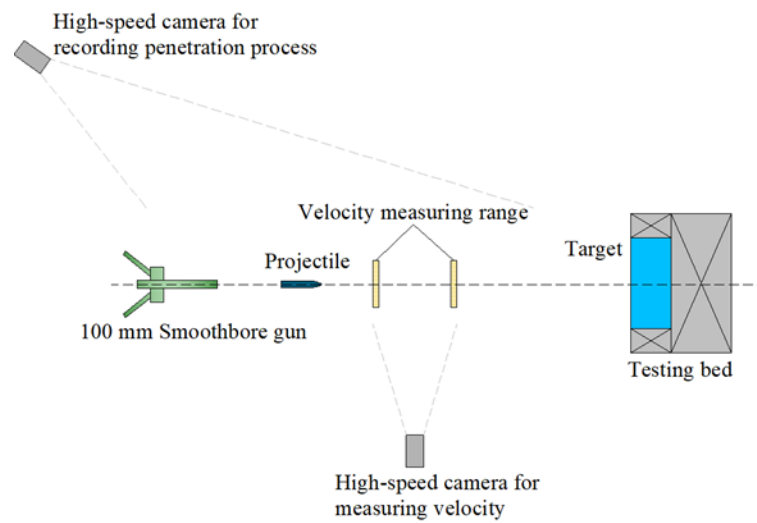 High-speed camera for
recording penetration process
Velocity measuring range
Target
Projectile
100 mm Smoothbore gun
Testing bed
High-speed camera for
measuring velocity